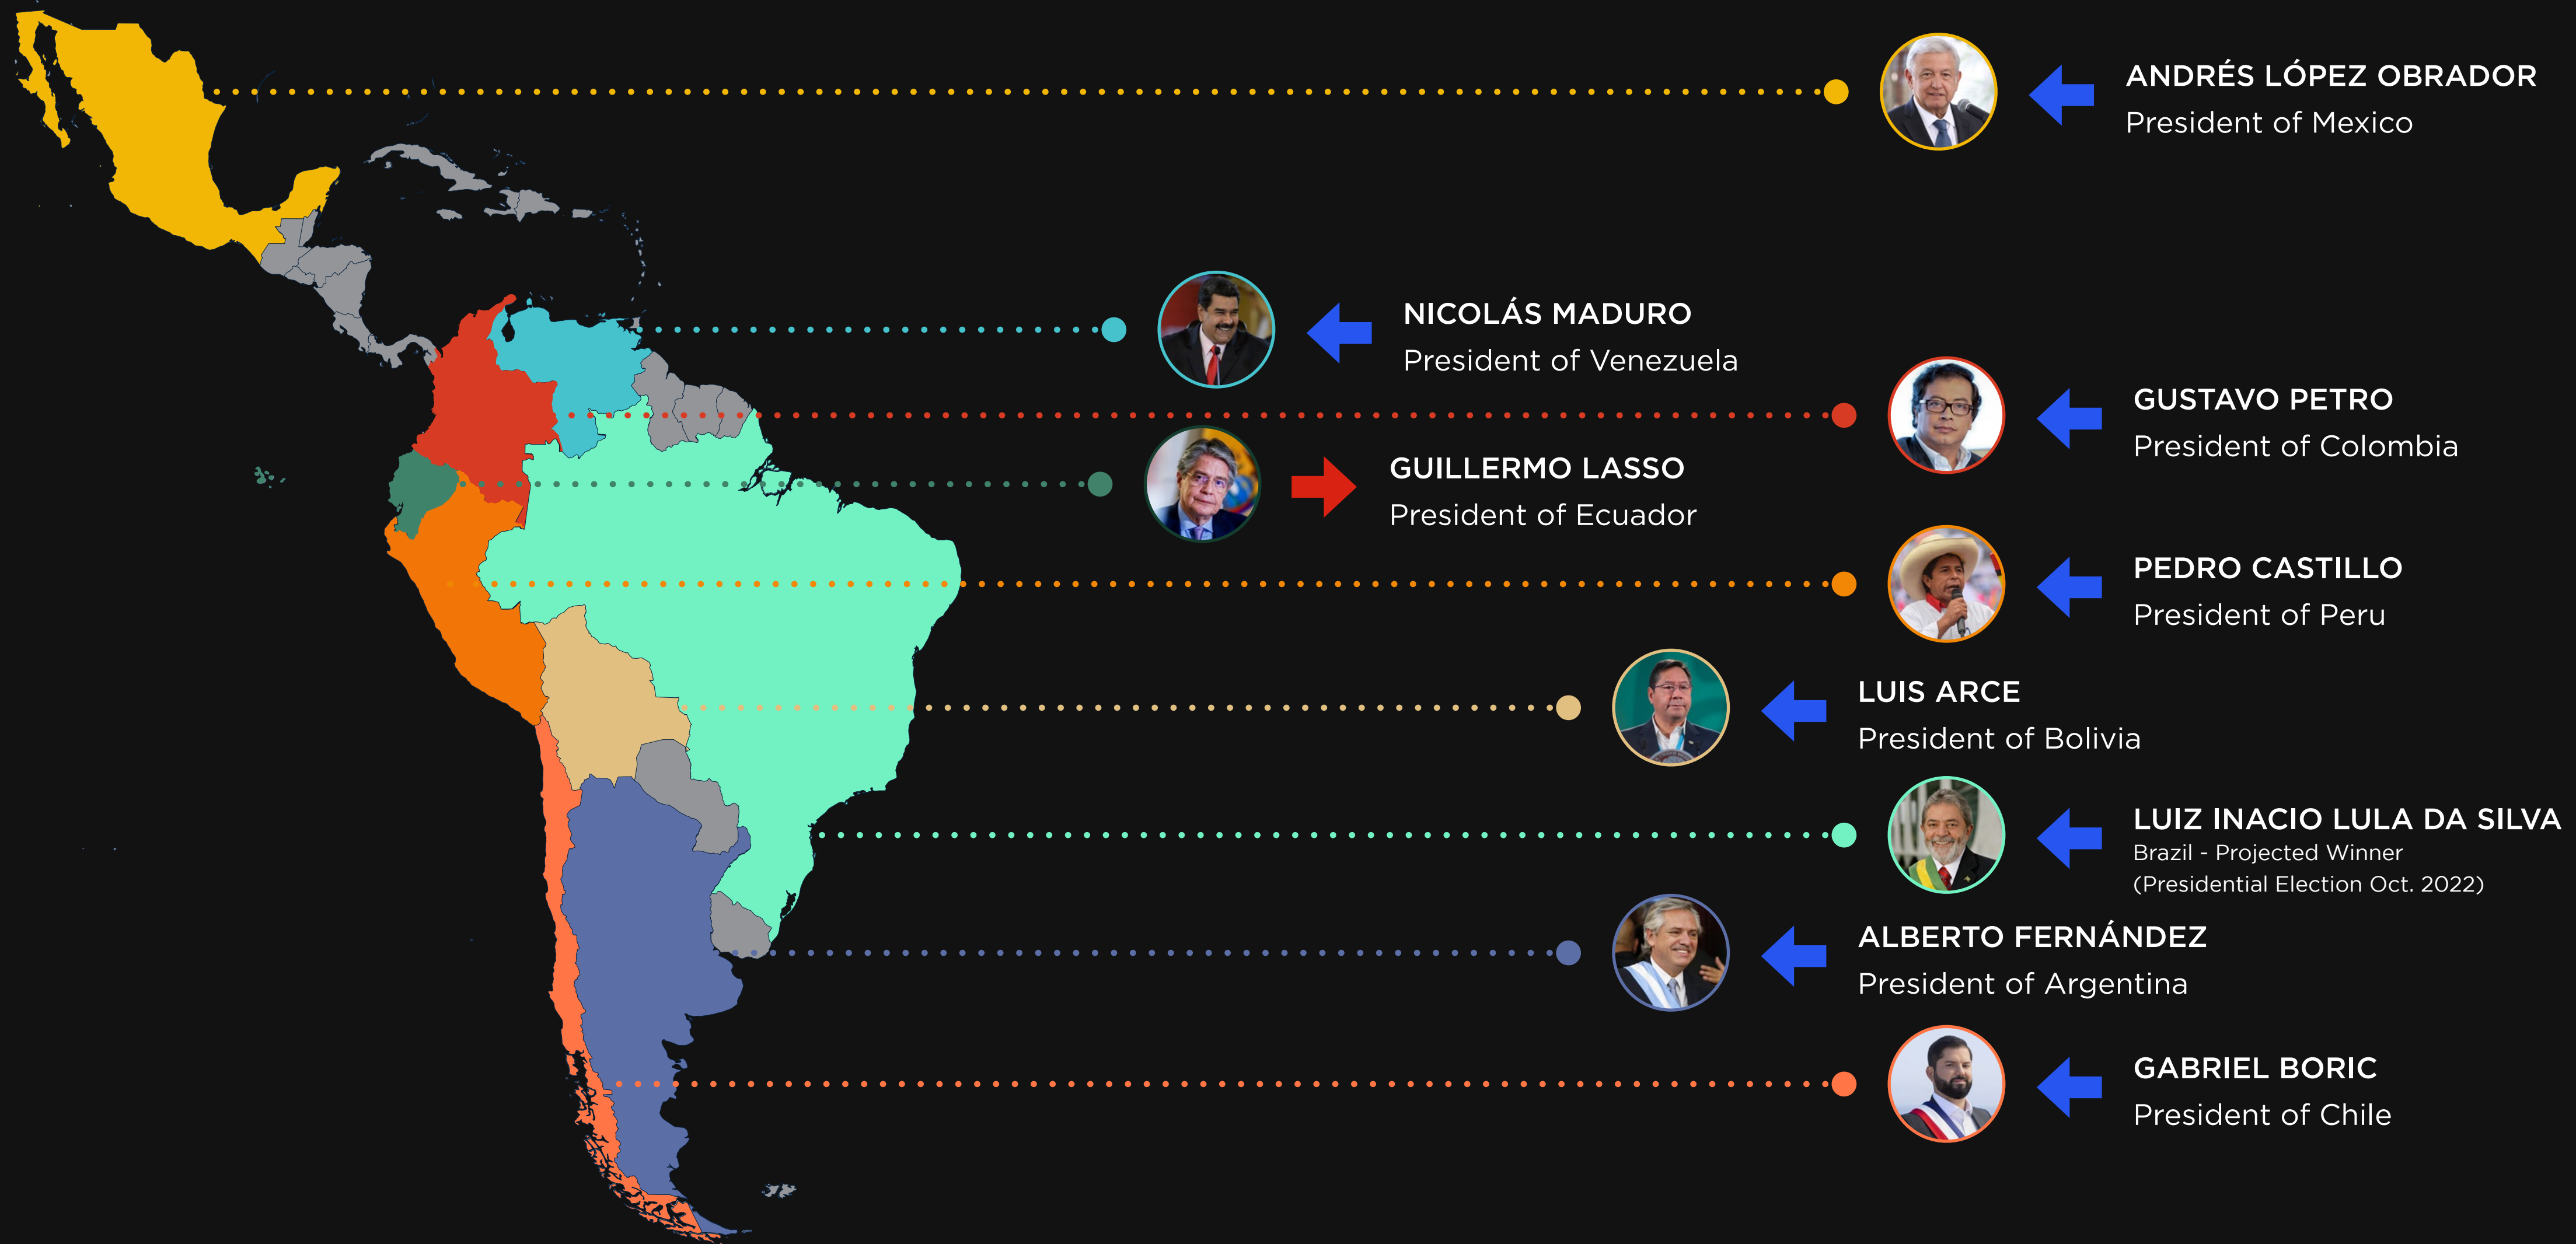 ANDRÉS LÓPEZ OBRADOR
President of Mexico
NICOLÁS MADURO
President of Venezuela
GUSTAVO PETRO
President of Colombia
GUILLERMO LASSO
President of Ecuador
PEDRO CASTILLO
President of Peru
LUIS ARCE
President of Bolivia
LUIZ INACIO LULA DA SILVA
Brazil - Projected Winner
(Presidential Election Oct. 2022)
ALBERTO FERNÁNDEZ
President of Argentina
GABRIEL BORIC
President of Chile